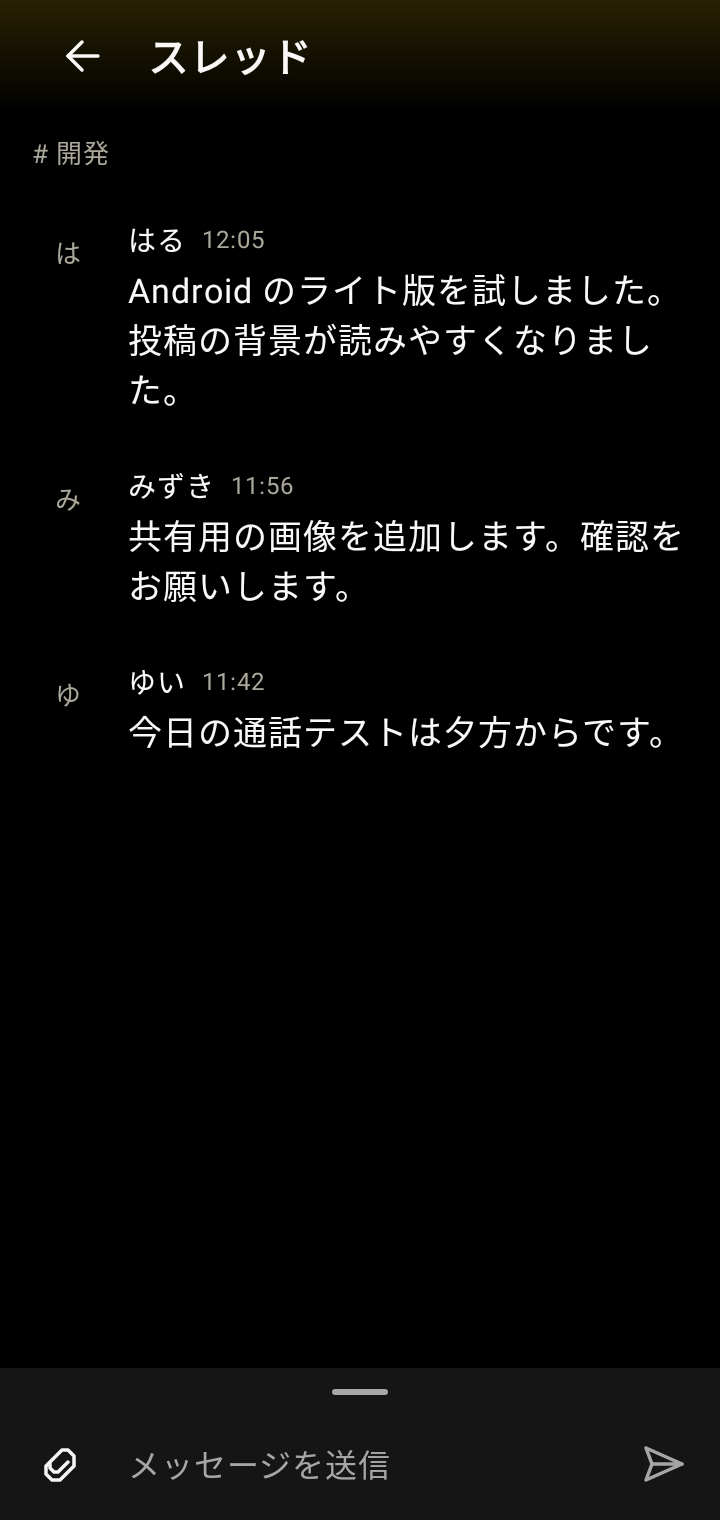 スレッド
# 開発
は
はる 12:05
Android のライト版を試しました。
投稿の背景が読みやすくなりまし
た。
み
みずき 11:56
共有用の画像を追加します。確認を
お願いします。
ゆ
ゆい 11:42
今日の通話テストは夕方からです。
メッセージを送信